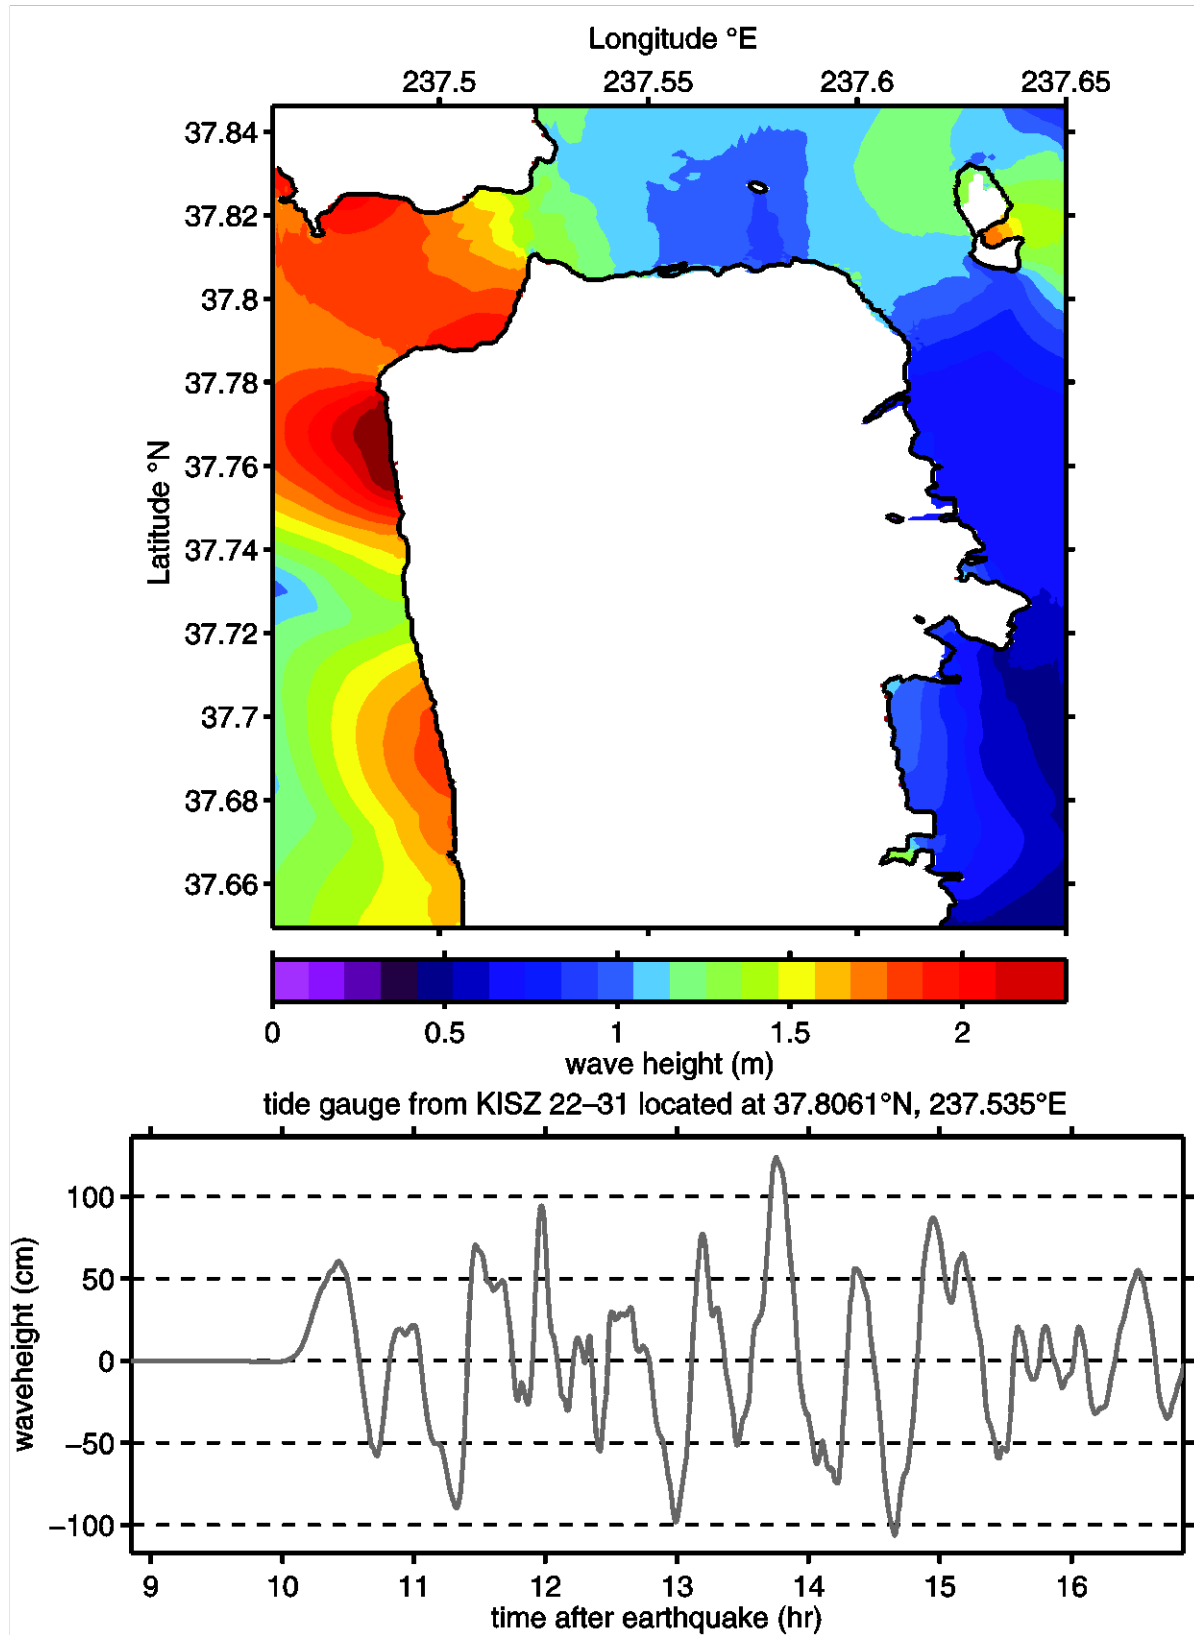 Longitude °E
237.5 237.55 237.6 237.65
37.84
37.82
37.8
37.78
37.76
37.74
37.72
37.7
37.68
37.66
Latitude °N
0 0.5 1 1.5 2
wave height (m)
tide gauge from KISZ 22–31 located at 37.8061°N, 237.535°E
100
50
0
−50
−100
waveheight (cm)
9 10 11 12 13 14 15 16
time after earthquake (hr)